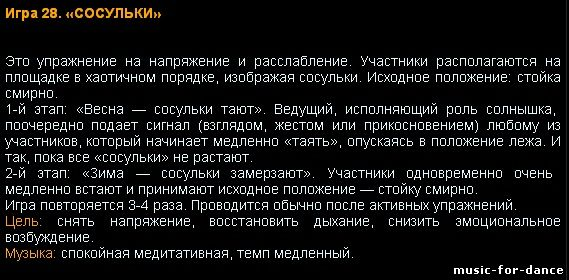 Игра 28. «СОСУЛЬКИ»
Это упражнение на напряжение и расслабление. Участники располагаются на
площадке в хаотичном порядке, изображая сосульки. Исходное положение: стойка
смирно.
1-й этап: «Весна — сосульки тают». Ведущий, исполняющий роль солнышка,
поочередно подает сигнал (взглядом, жестом или прикосновением) любому из
участников, который начинает медленно «таять», опускаясь в положение лежа. И
так, пока все «сосульки» не растают.
2-й этап: «Зима — сосульки замерзают». Участники одновременно очень
медленно встают и принимают исходное положение — стойку смирно.
Игра повторяется 3-4 раза. Проводится обычно после активных упражнений.
Цель: снять напряжение, восстановить дыхание, снизить эмоциональное
возбуждение.
Музыка: спокойная медитативная, темп медленный.
music-for-dance